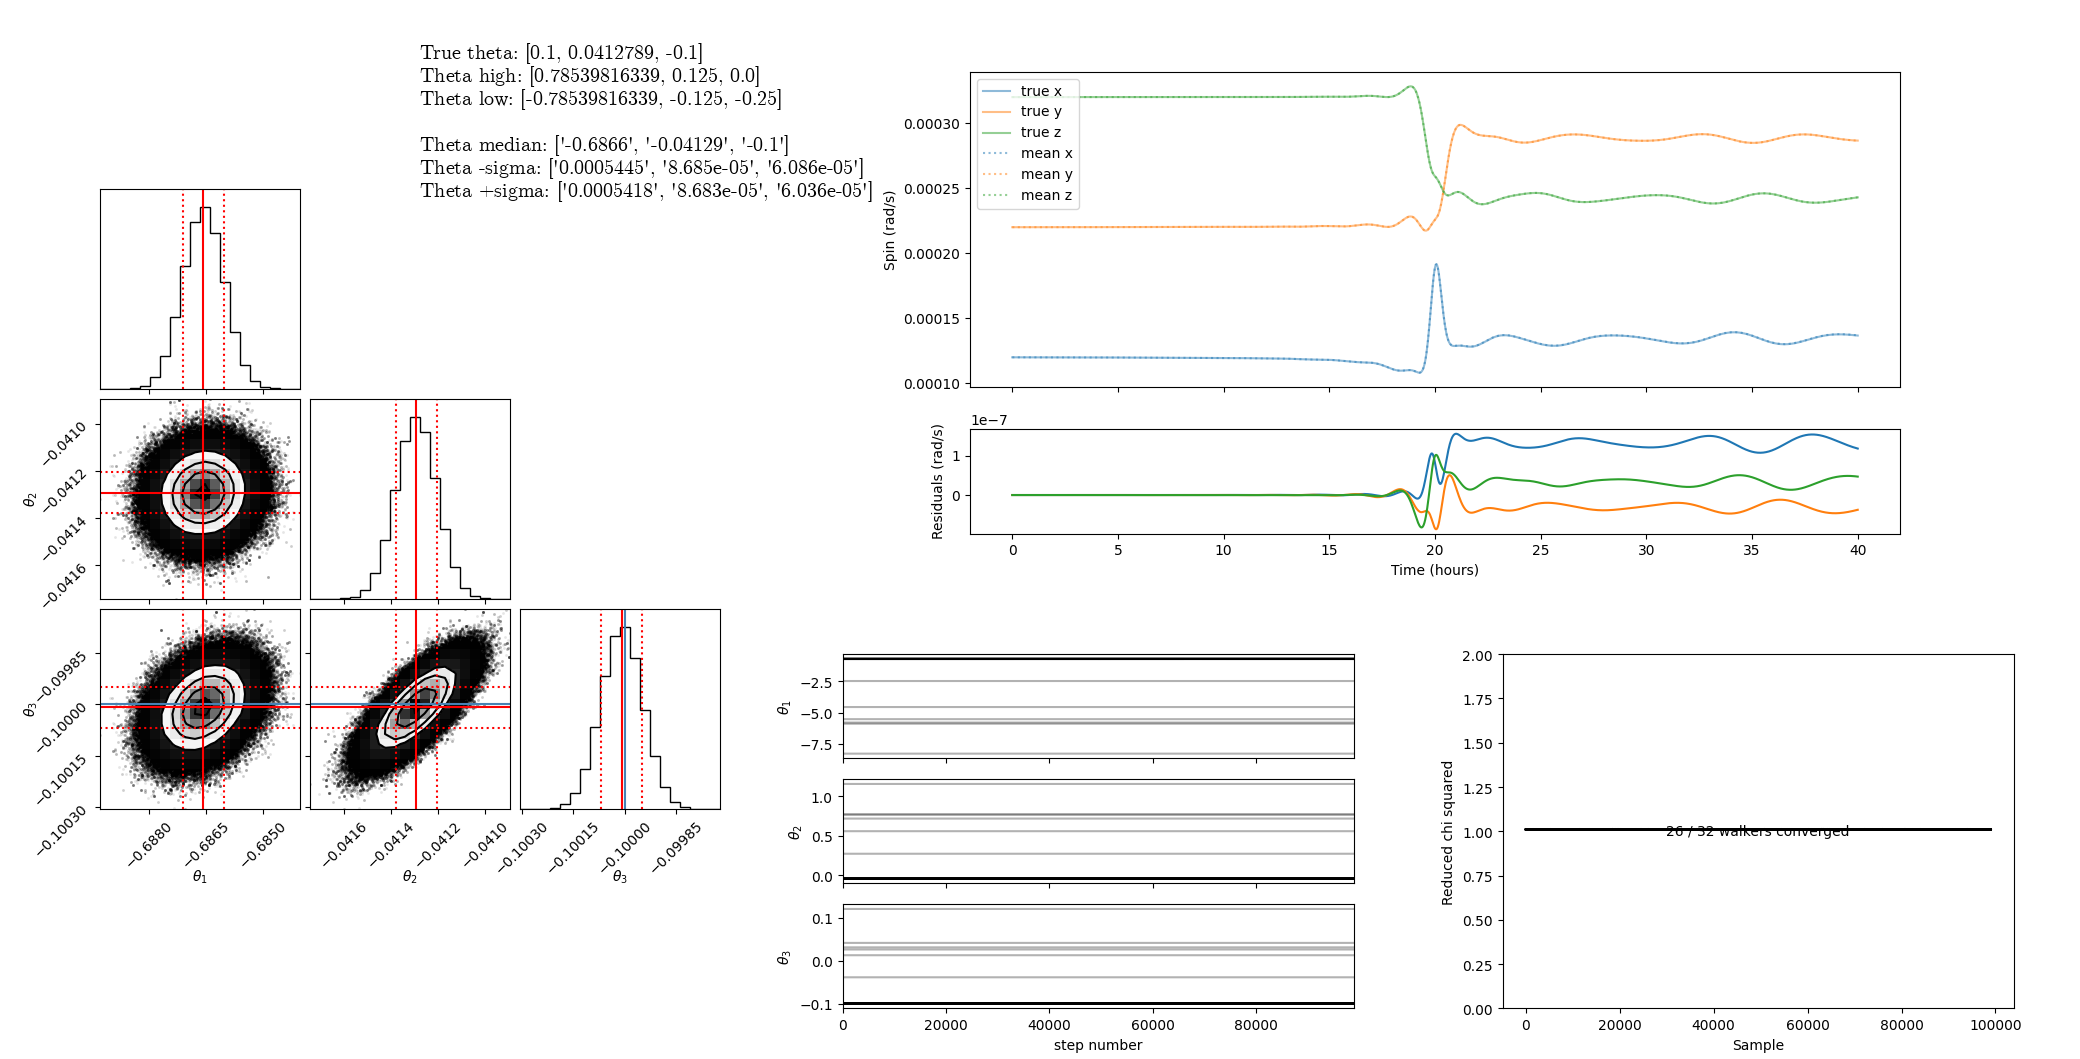 True theta: [0.1, 0.0412789, -0.1]
Theta high: [0.78539816339, 0.125, 0.0]
Theta low: [-0.78539816339, -0.125, -0.25]
Theta median: ['-0.6866', '-0.04129', '-0.1']
Theta -sigma: ['0.0005445', '8.685e-05', '6.086e-05']
Theta +sigma: ['0.0005418', '8.683e-05', '6.036e-05']
true x
true y
true z
mean x
mean y
mean z
Spin (rad/s)
0.00030
0.00025
0.00020
0.00015
0.00010
1e−7
Residuals (rad/s)
1
0
0 5 10 15 20 25 30 35 40
Time (hours)
θ2
−0.0410
−0.0412
−0.0414
−0.0416
θ3
−0.09985
−0.10000
−0.10015
−0.10030
−0.6880 −0.6865 −0.6850
θ1
−0.0416 −0.0414 −0.0412 −0.0410
θ2
−0.10030 −0.10015 −0.10000 −0.09985
θ3
θ1
−2.5
−5.0
−7.5
θ2
1.0
0.5
0.0
θ3
0.1
0.0
−0.1
0 20000 40000 60000 80000
step number
Reduced chi squared
2.00
1.75
1.50
1.25
1.00
0.75
0.50
0.25
0.00
26 / 32 walkers converged
0 20000 40000 60000 80000 100000
Sample